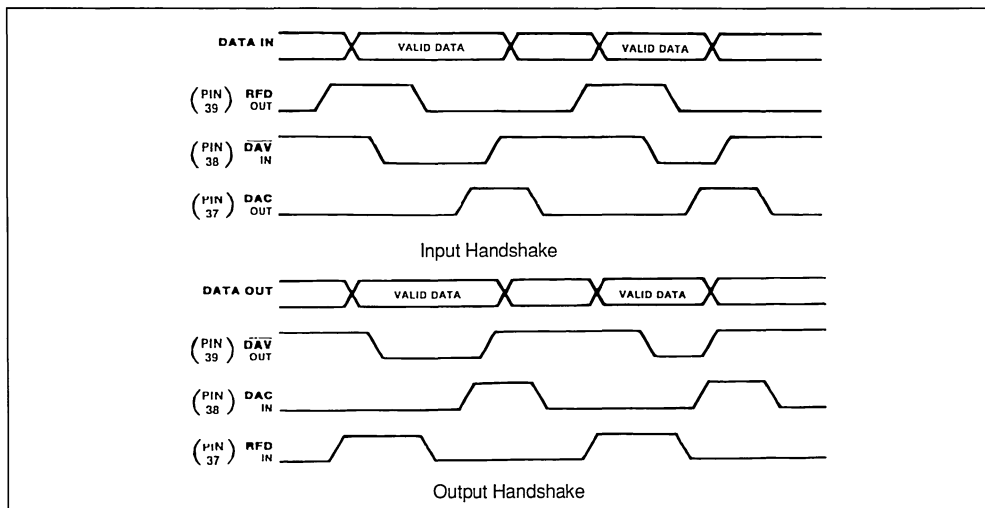 DATA IN VALID DATA VALID DATA
(PIN 39) RFD OUT
(PIN 38) D̅A̅V̅ IN
(PIN 37) DAC OUT
Input Handshake
DATA OUT VALID DATA VALID DATA
(PIN 39) D̅A̅V̅ OUT
(PIN 38) DAC IN
(PIN 37) RFD IN
Output Handshake